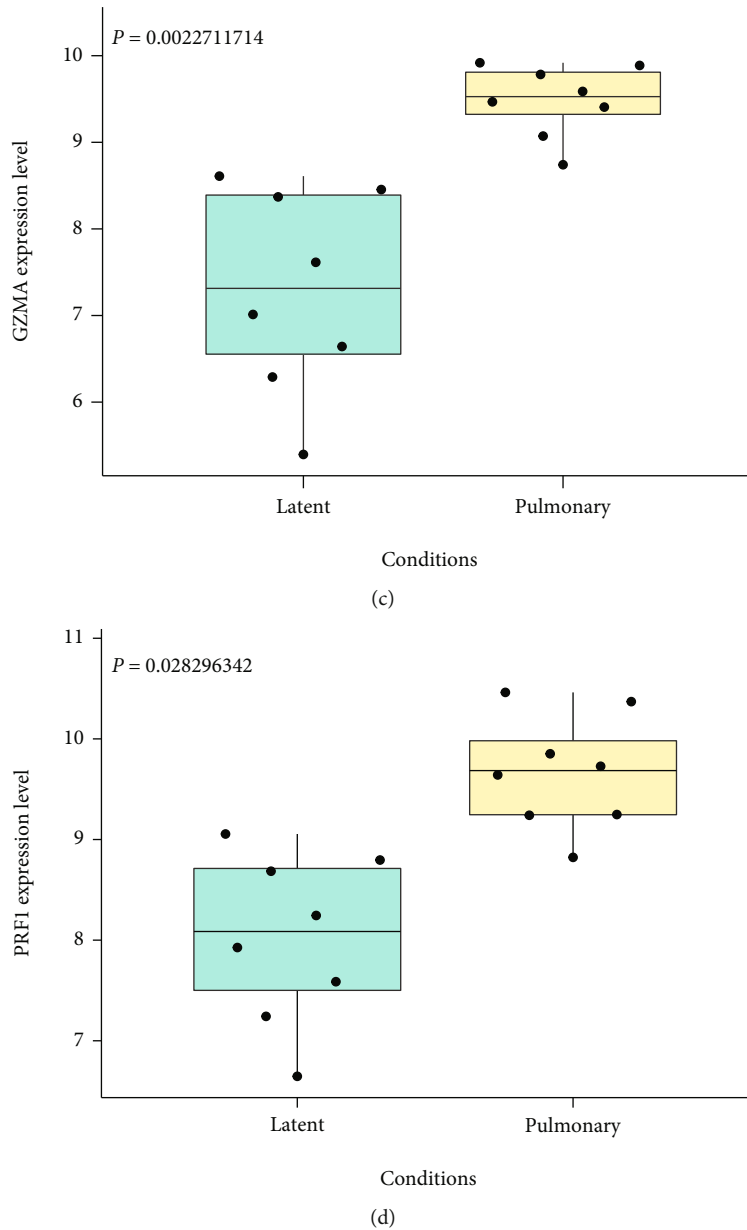 P = 0.0022711714
10
9
8
7
6
GZMA expression level
Latent
Pulmonary
Conditions
(c)
11
P = 0.028296342
10
9
8
7
PRF1 expression level
Latent
Pulmonary
Conditions
(d)